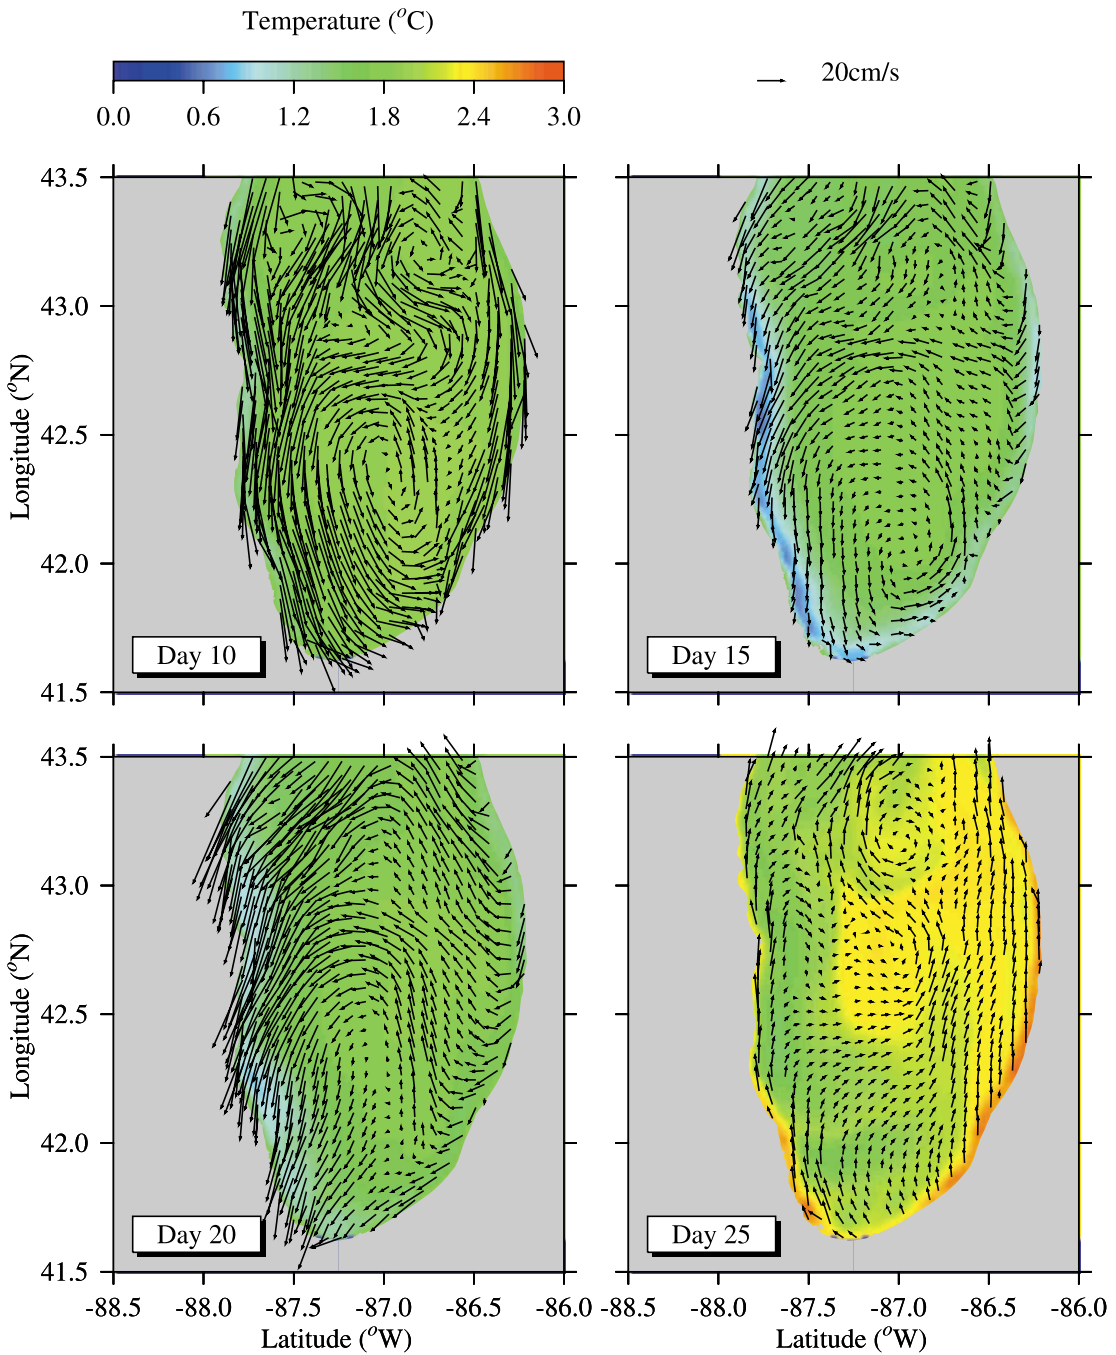 Temperature (°C)
0.0 0.6 1.2 1.8 2.4 3.0
20cm/s
43.5
43.0
42.5
42.0
41.5
Longitude (°N)
Day 10
Day 15
43.5
43.0
42.5
42.0
41.5
Longitude (°N)
Day 20
Day 25
-88.5 -88.0 -87.5 -87.0 -86.5 -86.0
Latitude (°W)
-88.5 -88.0 -87.5 -87.0 -86.5 -86.0
Latitude (°W)